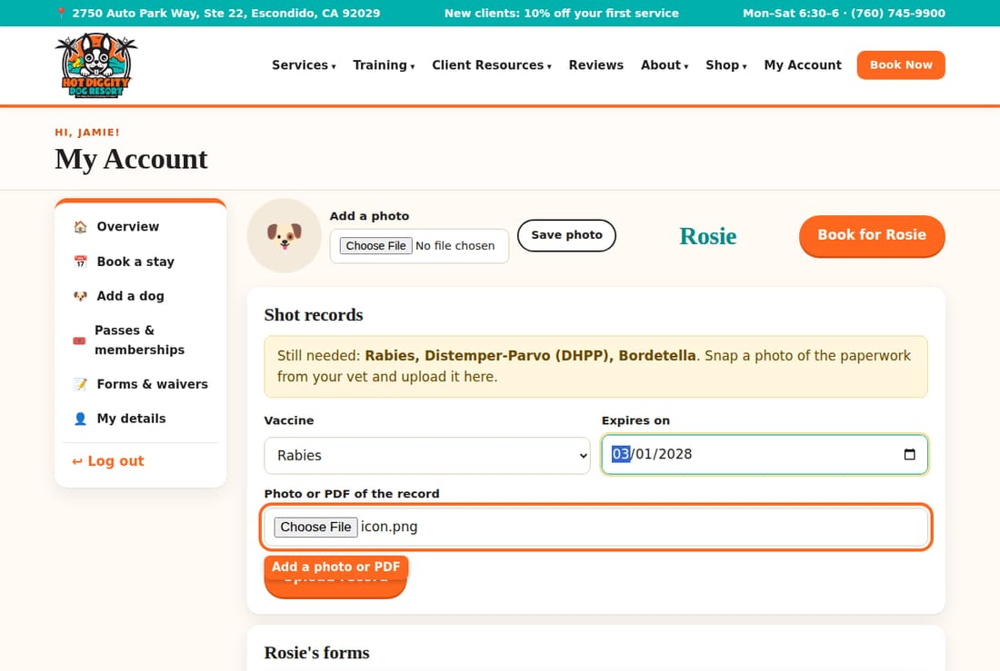 📍 2750 Auto Park Way, Ste 22, Escondido, CA 92029
New clients: 10% off your first service
Mon–Sat 6:30–6 · (760) 745-9900
HOT DIGGITY
DOG RESORT
Services ▾
Training ▾
Client Resources ▾
Reviews
About ▾
Shop ▾
My Account
Book Now
HI, JAMIE!
My Account
🏠 Overview
📅 Book a stay
🐶 Add a dog
🎟️ Passes &
memberships
📝 Forms & waivers
👤 My details
↩ Log out
Add a photo
Choose File No file chosen
Save photo
Rosie
Book for Rosie
Shot records
Still needed: Rabies, Distemper-Parvo (DHPP), Bordetella. Snap a photo of the paperwork
from your vet and upload it here.
Vaccine
Rabies
Expires on
03/01/2028
Photo or PDF of the record
Choose File icon.png
Add a photo or PDF
Rosie's forms